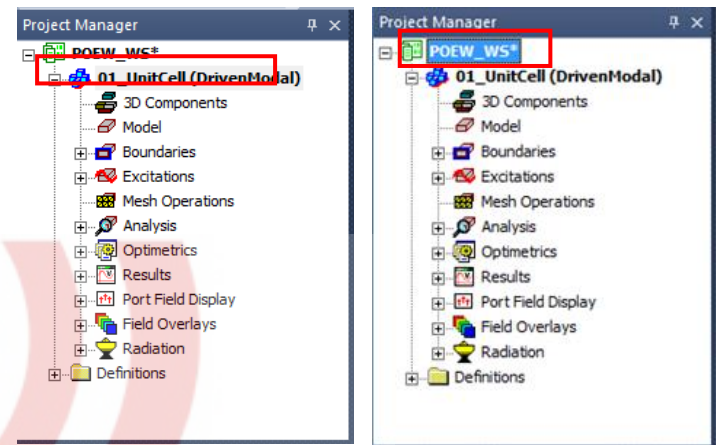 Project Manager
POEW_WS*
01_UnitCell (DrivenModal)
3D Components
Model
Boundaries
Excitations
Mesh Operations
Analysis
Optimetrics
Results
Port Field Display
Field Overlays
Radiation
Definitions
Project Manager
POEW_WS*
01_UnitCell (DrivenModal)
3D Components
Model
Boundaries
Excitations
Mesh Operations
Analysis
Optimetrics
Results
Port Field Display
Field Overlays
Radiation
Definitions